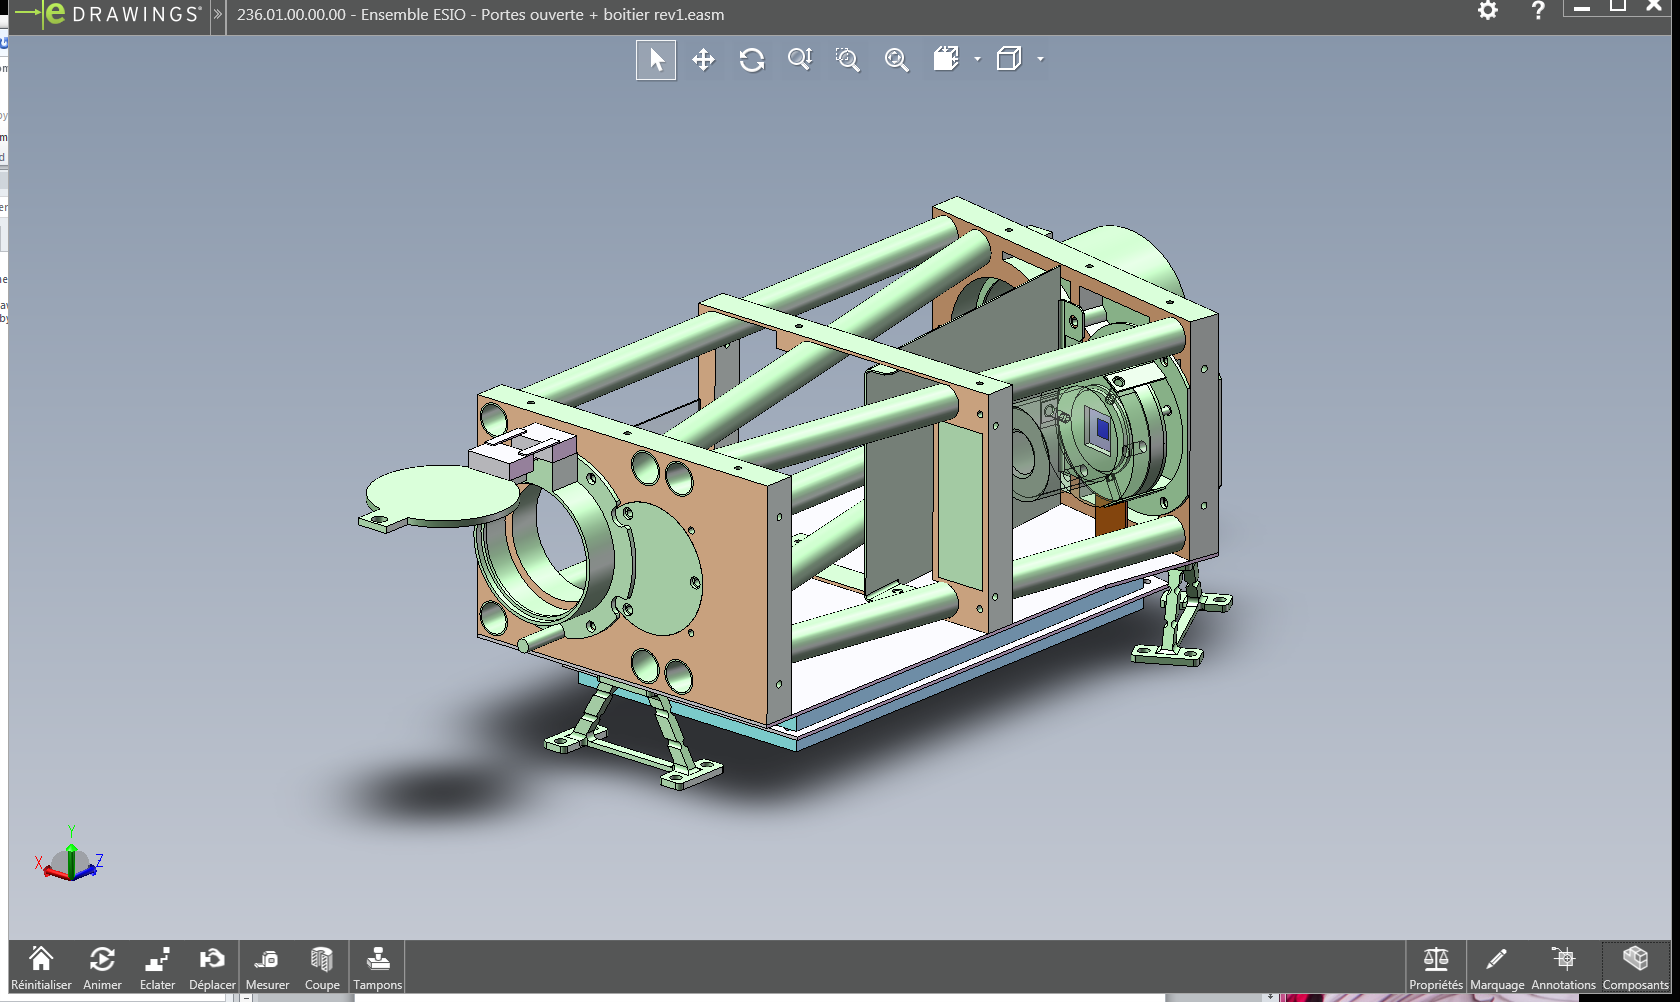 e DRAWINGS® » 236.01.00.00.00 - Ensemble ESIO - Portes ouverte + boitier rev1.easm ?
Y
X Z
Réinitialiser Animer Eclater Déplacer Mesurer Coupe Tampons Propriétés Marquage Annotations Composants